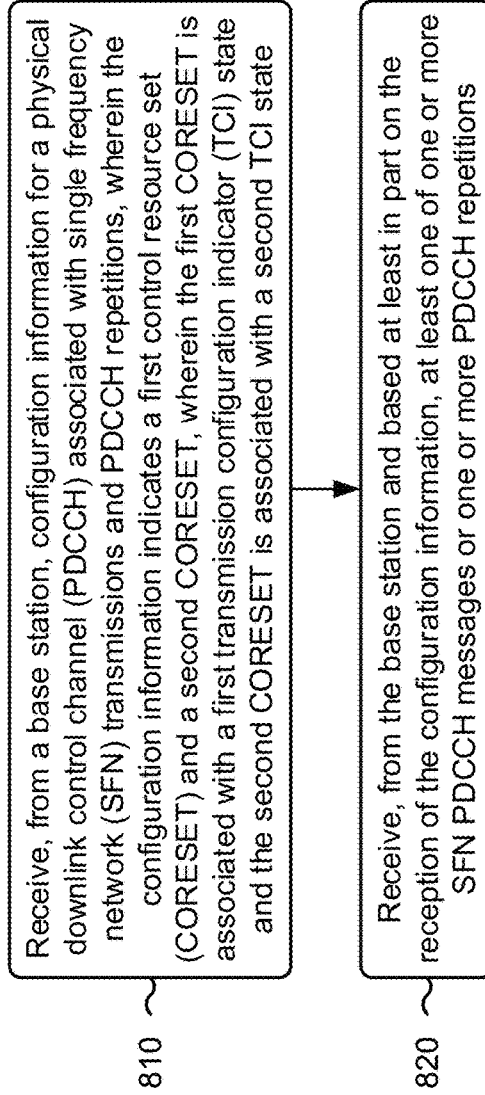 Receive, from a base station, configuration information for a physical
downlink control channel (PDCCH) associated with single frequency
network (SFN) transmissions and PDCCH repetitions, wherein the
configuration information indicates a first control resource set
(CORESET) and a second CORESET, wherein the first CORESET is
associated with a first transmission configuration indicator (TCI) state
and the second CORESET is associated with a second TCI state
810
Receive, from the base station and based at least in part on the
reception of the configuration information, at least one of one or more
SFN PDCCH messages or one or more PDCCH repetitions
820